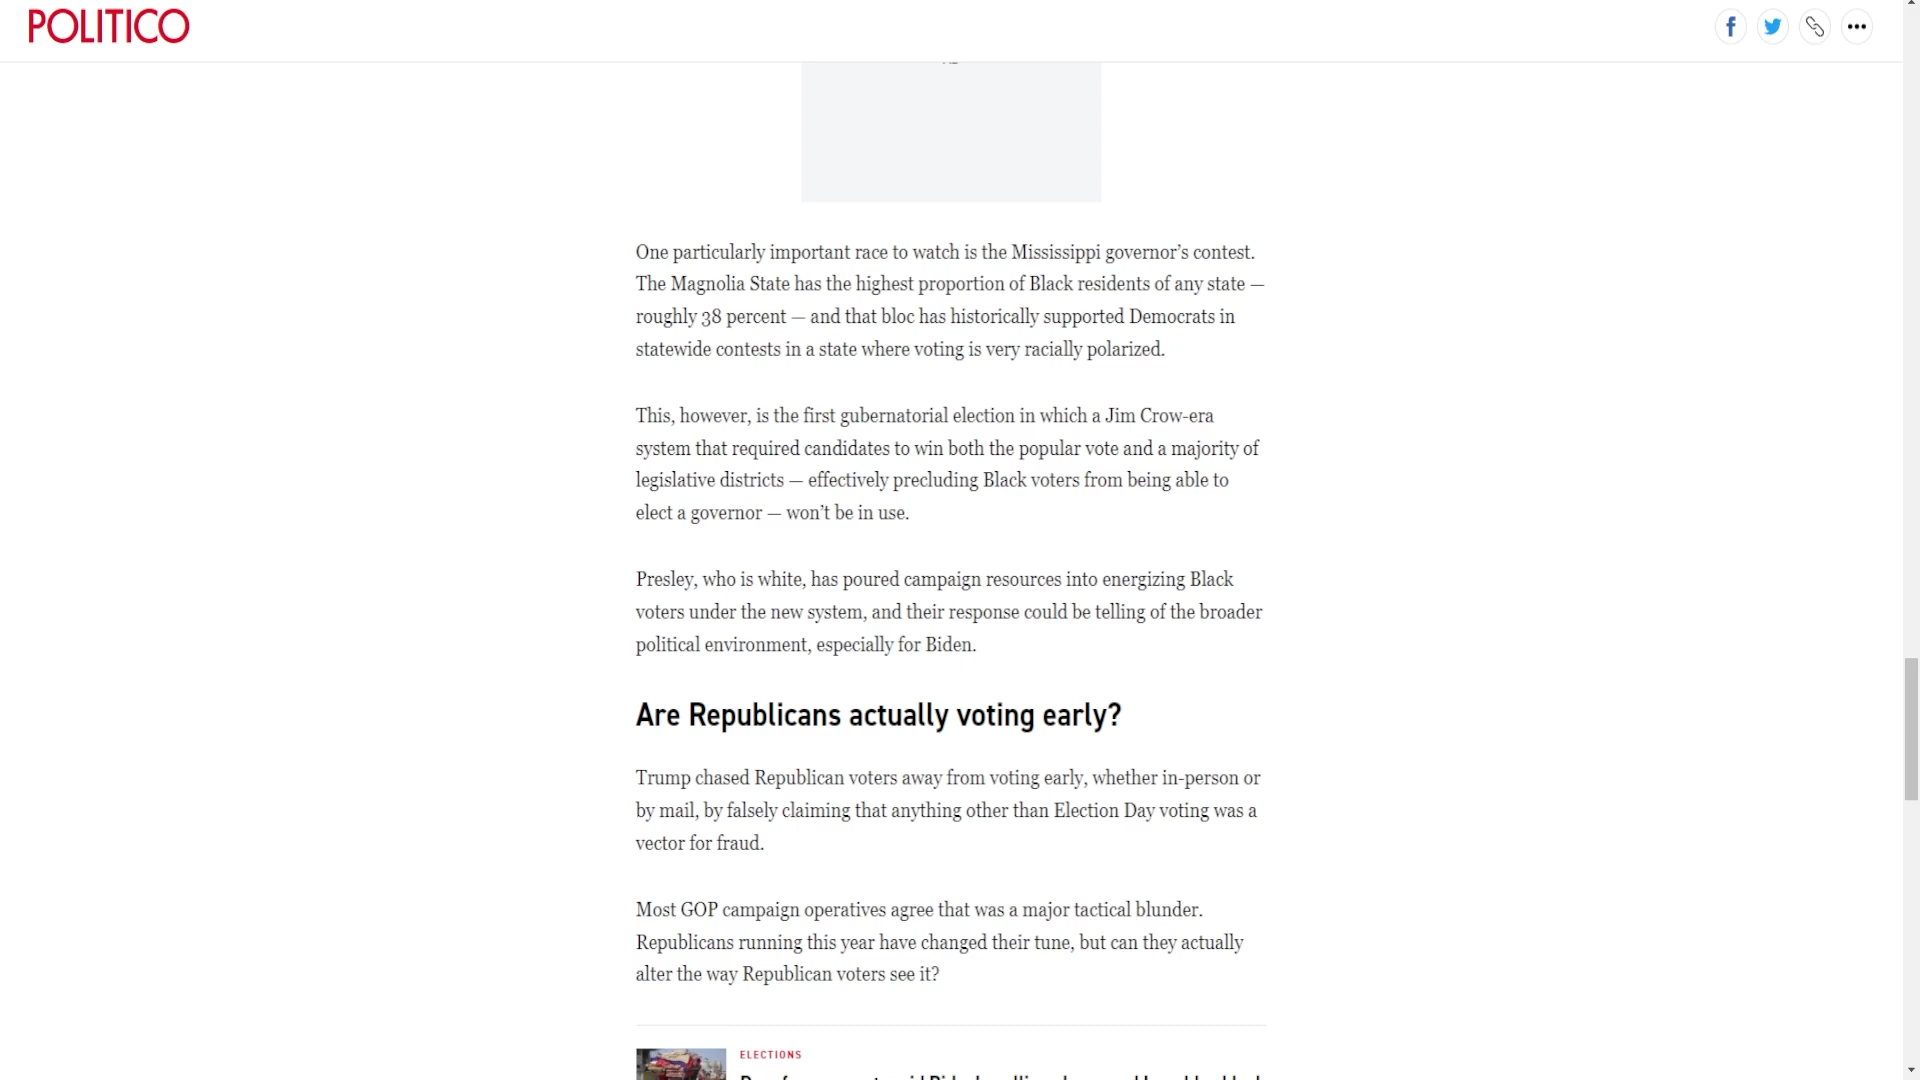 POLITICO
One particularly important race to watch is the Mississippi governor’s contest.
The Magnolia State has the highest proportion of Black residents of any state —
roughly 38 percent — and that bloc has historically supported Democrats in
statewide contests in a state where voting is very racially polarized.
This, however, is the first gubernatorial election in which a Jim Crow-era
system that required candidates to win both the popular vote and a majority of
legislative districts — effectively precluding Black voters from being able to
elect a governor — won’t be in use.
Presley, who is white, has poured campaign resources into energizing Black
voters under the new system, and their response could be telling of the broader
political environment, especially for Biden.
Are Republicans actually voting early?
Trump chased Republican voters away from voting early, whether in-person or
by mail, by falsely claiming that anything other than Election Day voting was a
vector for fraud.
Most GOP campaign operatives agree that was a major tactical blunder.
Republicans running this year have changed their tune, but can they actually
alter the way Republican voters see it?
ELECTIONS